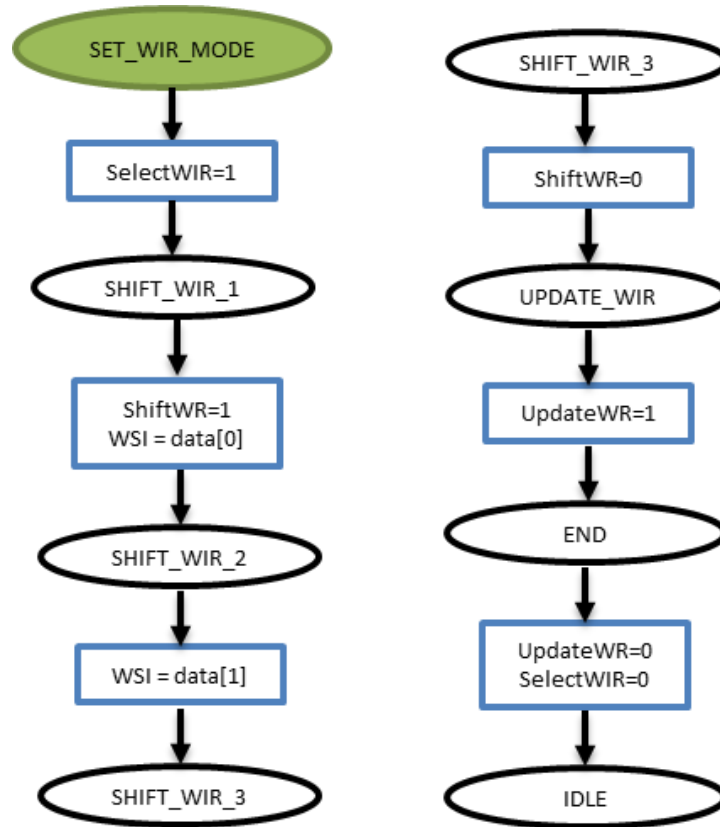 SET_WIR_MODE
SelectWIR=1
SHIFT_WIR_1
ShiftWR=1
WSI = data[0]
SHIFT_WIR_2
WSI = data[1]
SHIFT_WIR_3
SHIFT_WIR_3
ShiftWR=0
UPDATE_WIR
UpdateWR=1
END
UpdateWR=0
SelectWIR=0
IDLE